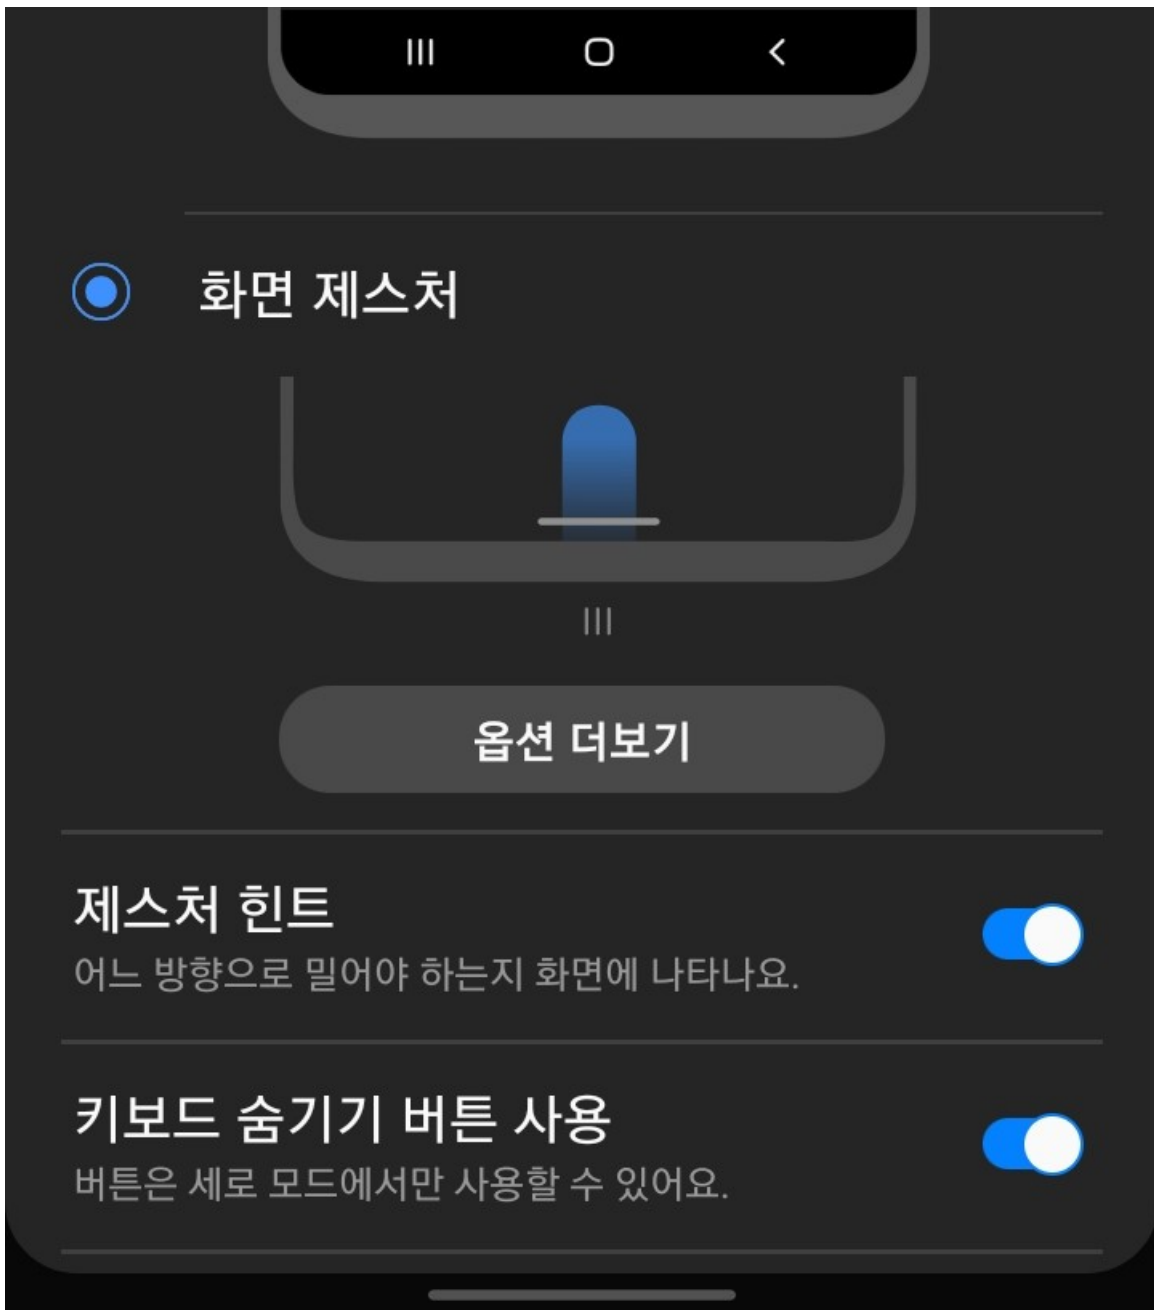 화면 제스처
옵션 더보기
제스처 힌트
어느 방향으로 밀어야 하는지 화면에 나타나요.
키보드 숨기기 버튼 사용
버튼은 세로 모드에서만 사용할 수 있어요.